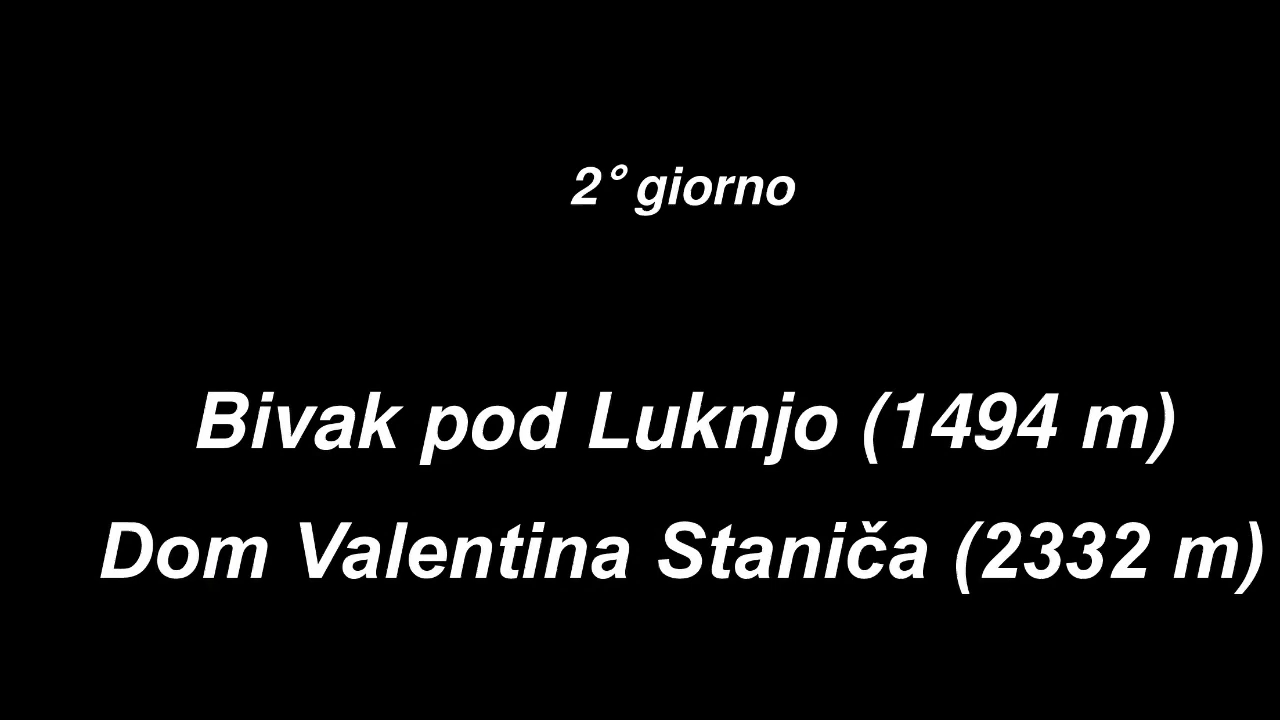 2° giorno
Bivak pod Luknjo (1494 m)
Dom Valentina Staniča (2332 m)